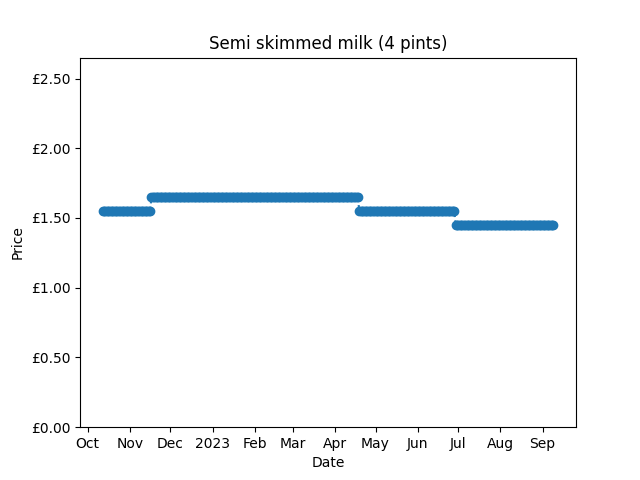 Semi skimmed milk (4 pints)
£2.50
£2.00
£1.50
£1.00
£0.50
£0.00
Price
Oct Nov Dec 2023 Feb Mar Apr May Jun Jul Aug Sep
Date